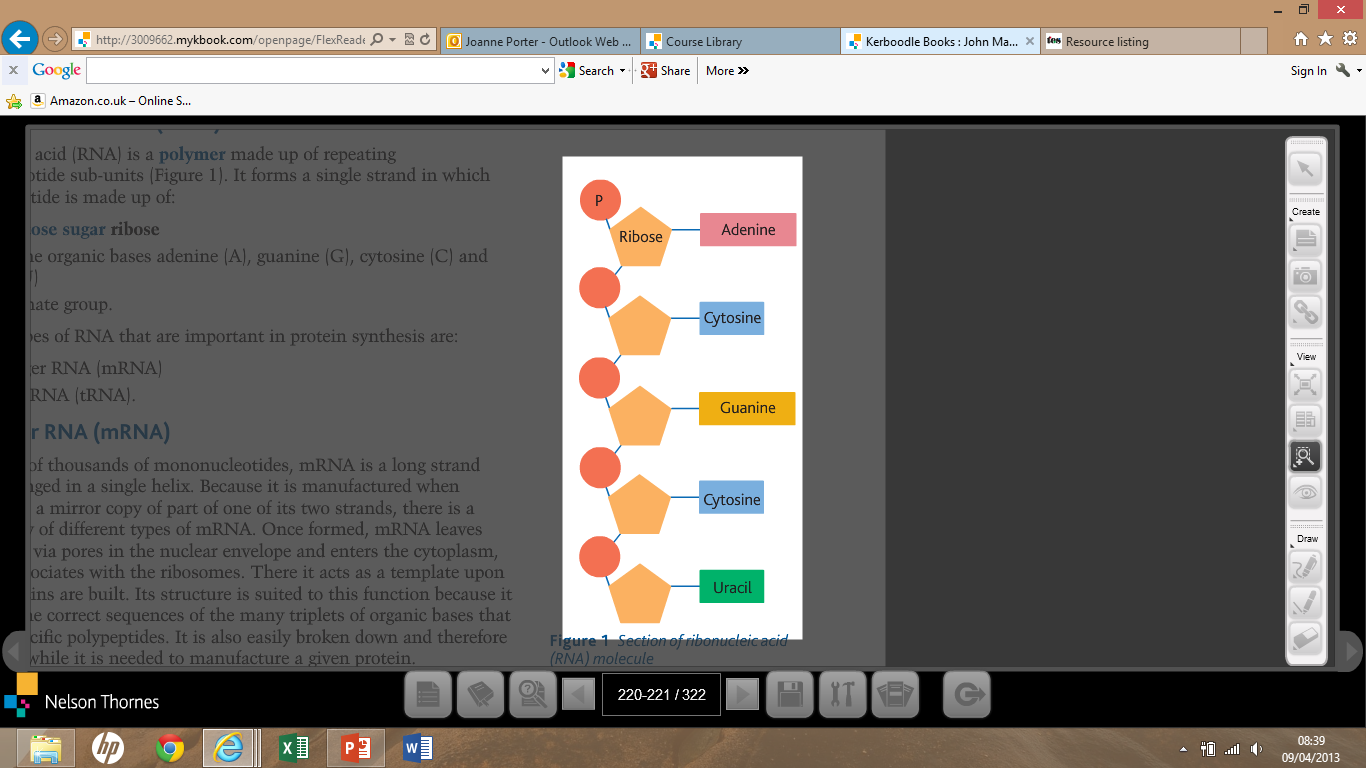 http://3009662.mykbook.com/openpage/FlexReade
Joanne Porter - Outlook Web ...
Course Library
Kerboodle Books : John Ma...
tes Resource listing
x Google
Search
Share
More »
Sign In
Amazon.co.uk – Online S...
acid (RNA) is a polymer made up of repeating
otide sub-units (Figure 1). It forms a single strand in which
tide is made up of:
ose sugar ribose
he organic bases adenine (A), guanine (G), cytosine (C) and
hate group.
pes of RNA that are important in protein synthesis are:
ger RNA (mRNA)
RNA (tRNA).
r RNA (mRNA)
of thousands of mononucleotides, mRNA is a long strand
nged in a single helix. Because it is manufactured when
a mirror copy of part of one of its two strands, there is a
y of different types of mRNA. Once formed, mRNA leaves
via pores in the nuclear envelope and enters the cytoplasm,
ociates with the ribosomes. There it acts as a template upon
ins are built. Its structure is suited to this function because it
he correct sequences of the many triplets of organic bases that
cific polypeptides. It is also easily broken down and therefore
while it is needed to manufacture a given protein.
P
Ribose
Adenine
Cytosine
Guanine
Cytosine
Uracil
Figure 1 Section of ribonucleic acid
(RNA) molecule
Create
View
Draw
Nelson Thornes
220-221 / 322
hp
08:39
09/04/2013